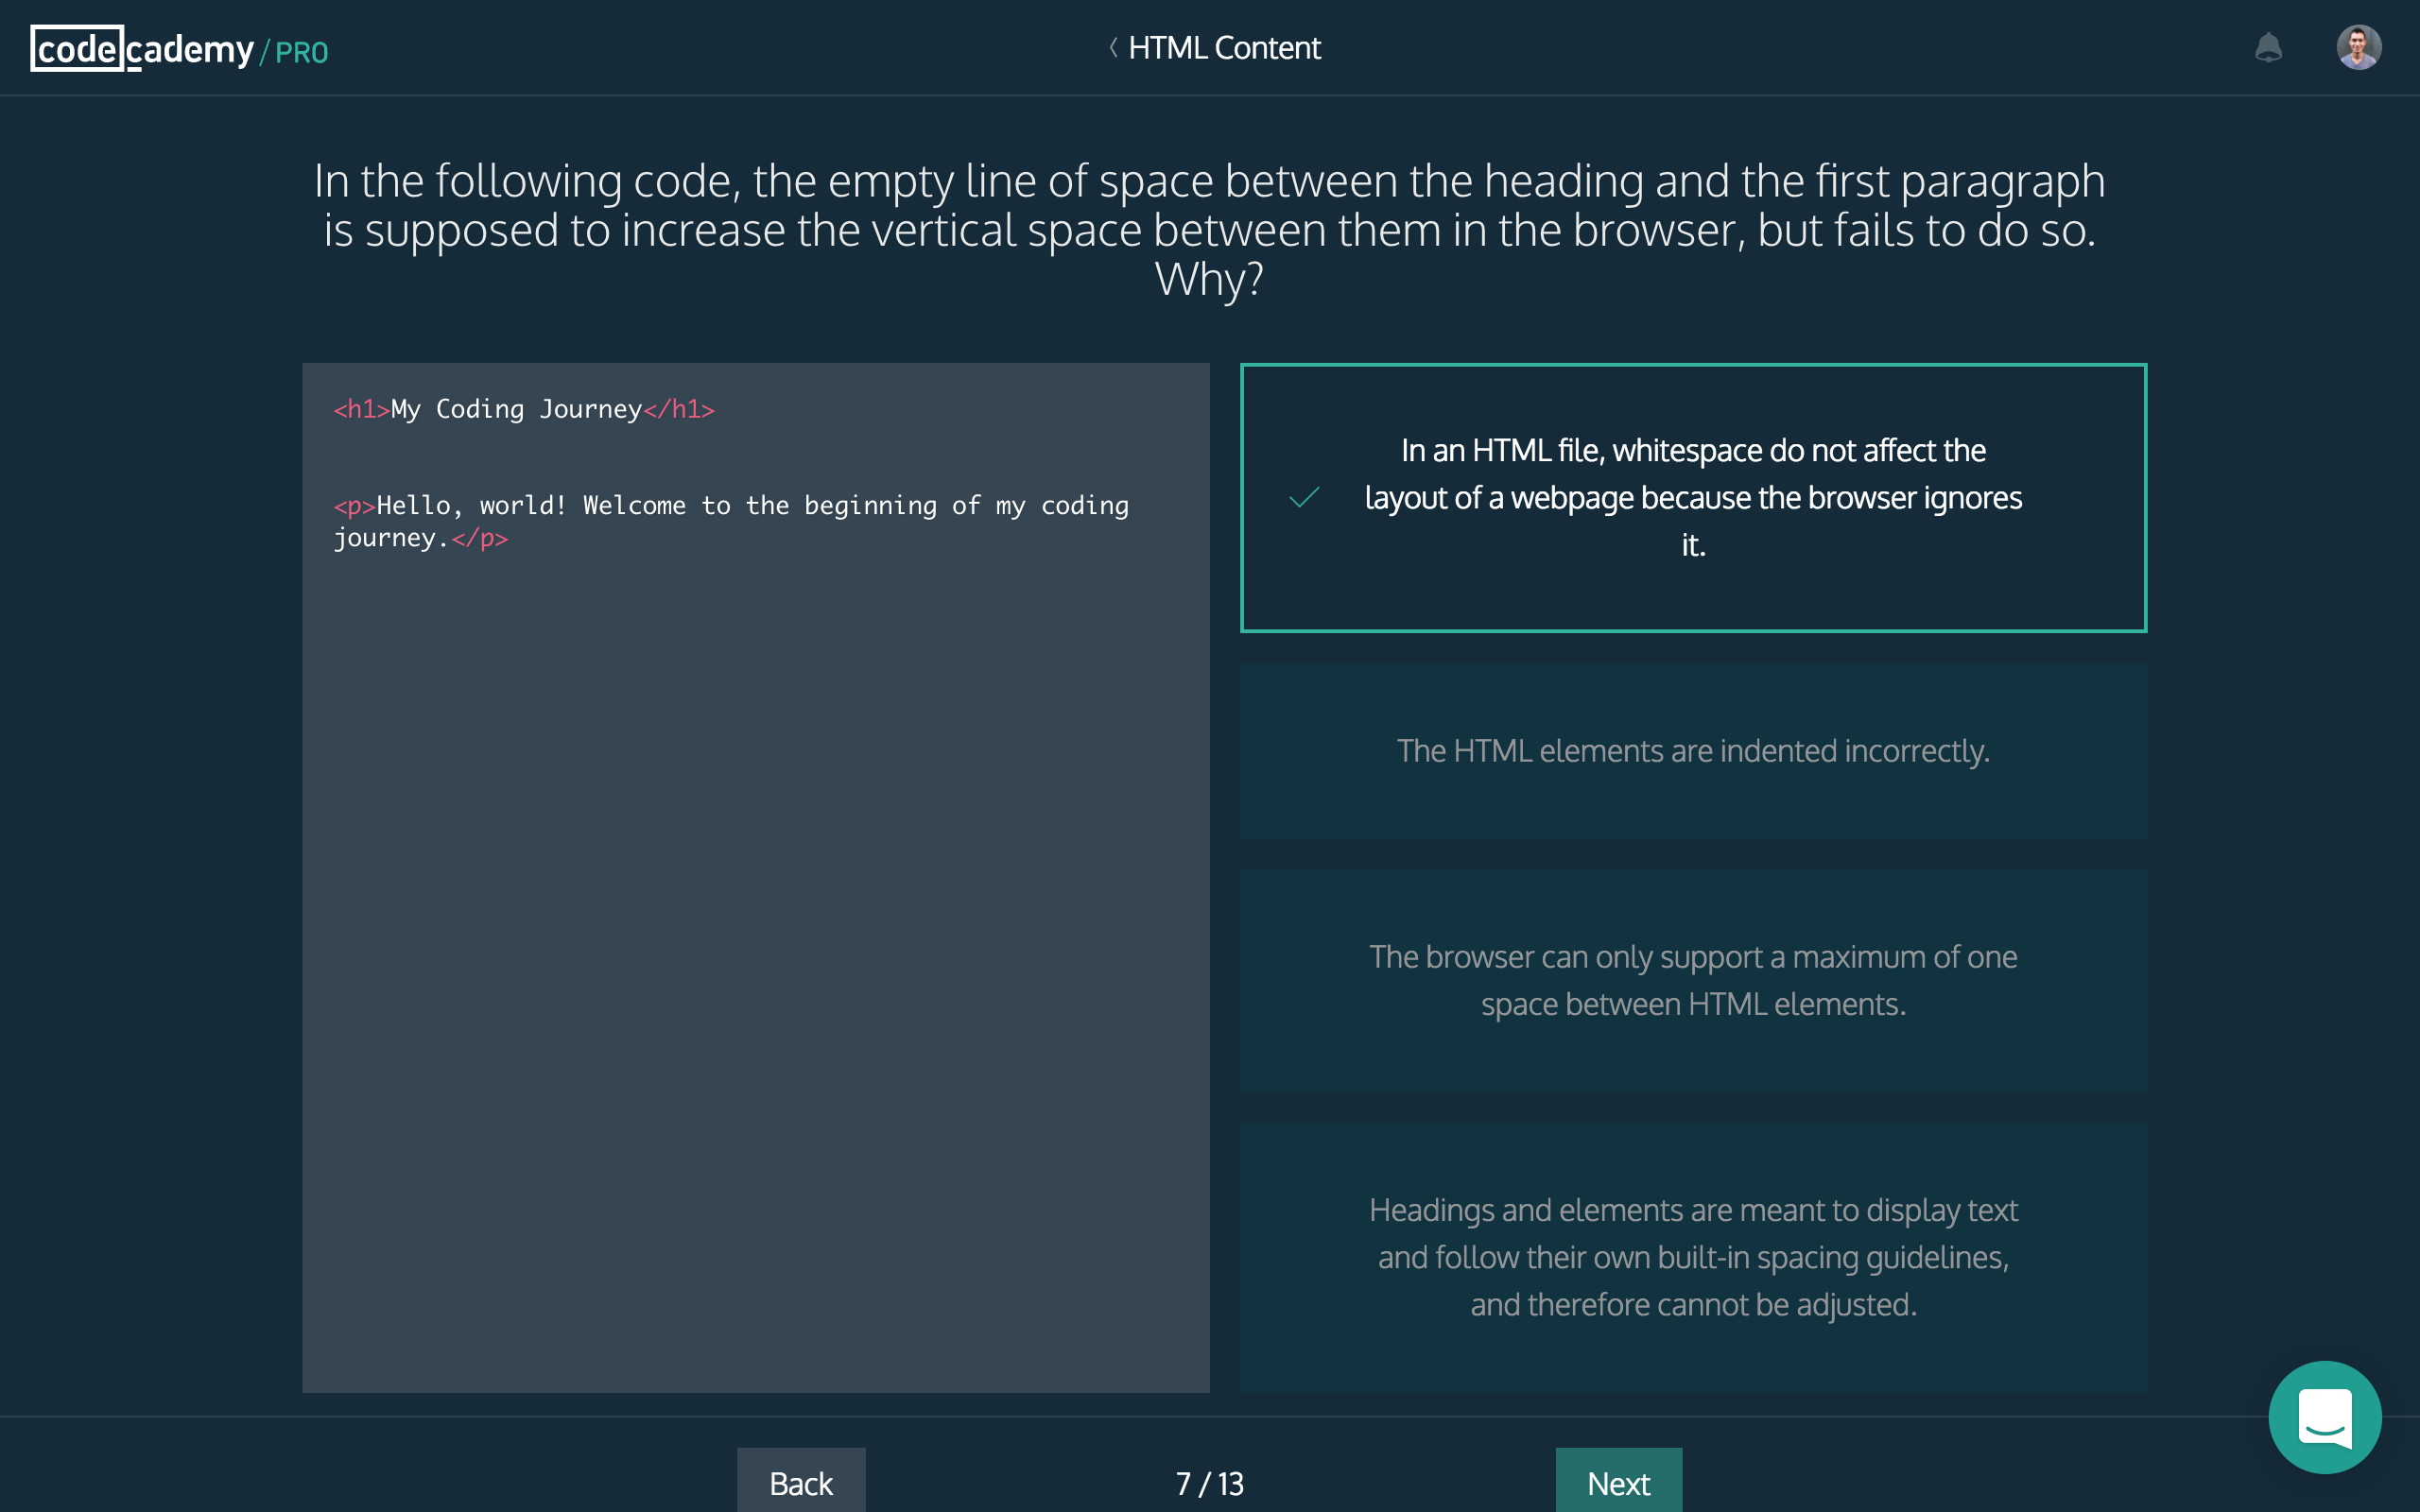 codecademy/PRO
HTML Content
In the following code, the empty line of space between the heading and the first paragraph
is supposed to increase the vertical space between them in the browser, but fails to do so.
Why?
<h1>My Coding Journey</h1>
<p>Hello, world! Welcome to the beginning of my coding
journey.</p>
In an HTML file, whitespace do not affect the
layout of a webpage because the browser ignores
it.
The HTML elements are indented incorrectly.
The browser can only support a maximum of one
space between HTML elements.
Headings and elements are meant to display text
and follow their own built-in spacing guidelines,
and therefore cannot be adjusted.
Back
7 / 13
Next